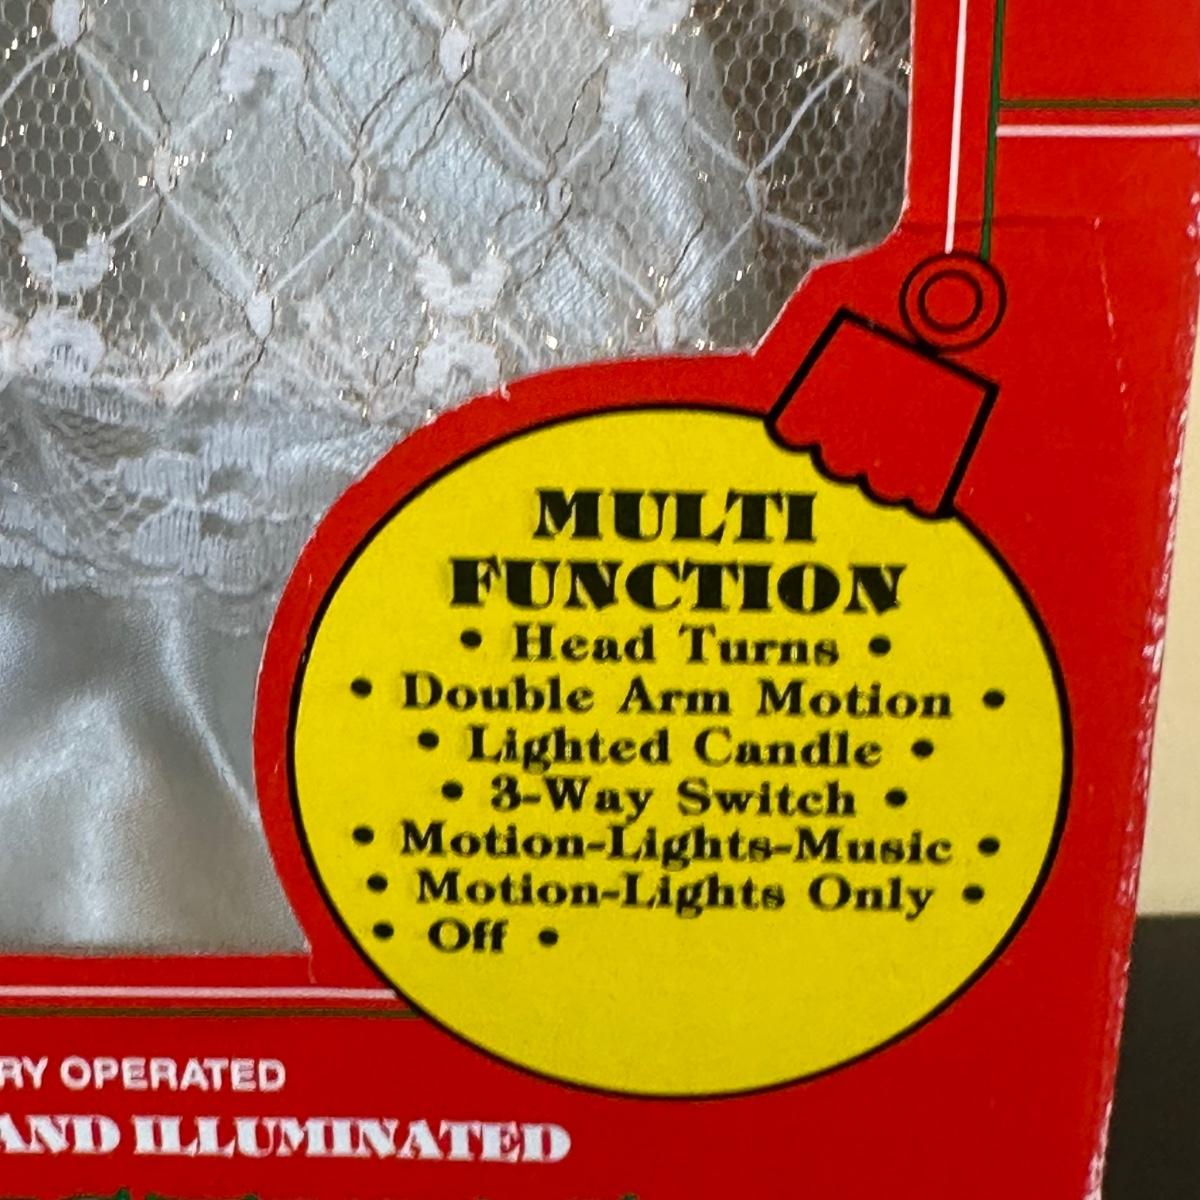 MULTI
FUNCTION
• Head Turns •
• Double Arm Motion •
• Lighted Candle •
• 3-Way Switch •
• Motion-Lights-Music •
• Motion-Lights Only •
• Off •
RY OPERATED
AND ILLUMINATED